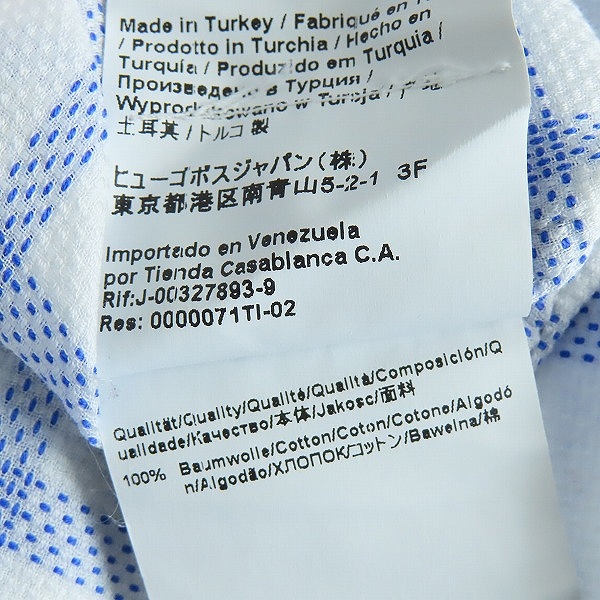 Made in Turkey / Fabriqué en
/ Prodotto in Turchia / Hecho en
Turquía / Produzido em Turquia /
Произведено в Турция /
Wyprodukowano w Turcja / 产地
土耳其 / トルコ 製
ヒューゴボスジャパン(株)
東京都港区南青山5-2-1 3F
Importado en Venezuela
por Tienda Casablanca C.A.
Rif:J-00327893-9
Res: 0000071TI-02
Qualität/Quality/Qualité/Qualità/Composición/Q
ualidade/Качество/本体/Jakosc/面料
100% Baumwolle/Cotton/Coton/Cotone/Algodó
n/Algodão/ХЛОПОК/コットン/Bawelna/棉